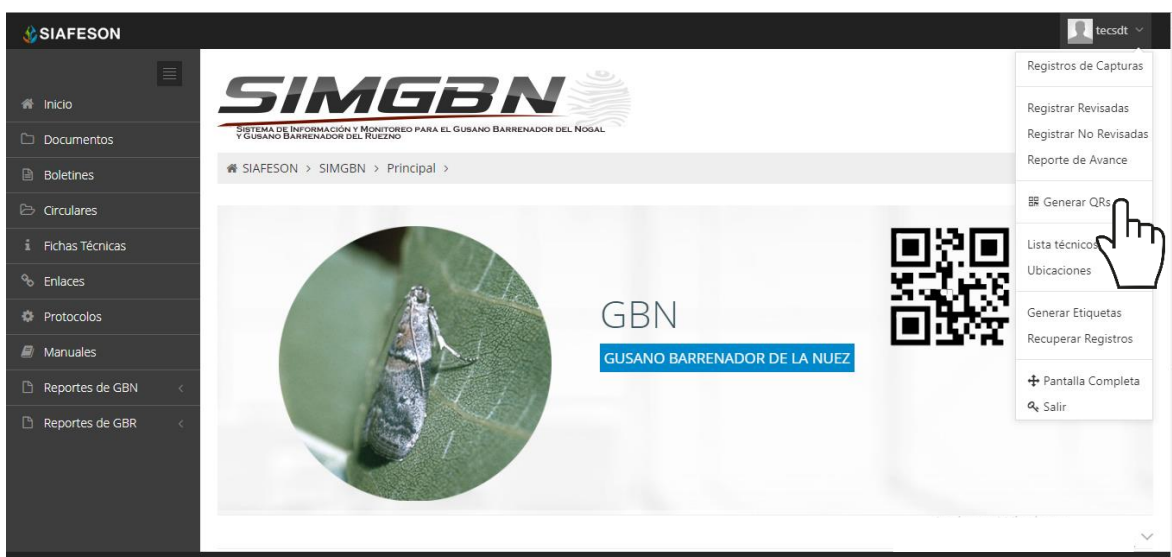 SIAFESON
tecsdt
Inicio
Documentos
Boletines
Circulares
Fichas Técnicas
Enlaces
Protocolos
Manuales
Reportes de GBN
Reportes de GBR
SIMGBN
SISTEMA DE INFORMACIÓN Y MONITOREO PARA EL GUSANO BARRENADOR DEL NOGAL
Y GUSANO BARRENADOR DEL RUEZNO
SIAFESON > SIMGBN > Principal >
GBN
GUSANO BARRENADOR DE LA NUEZ
Registros de Capturas
Registrar Revisadas
Registrar No Revisadas
Reporte de Avance
Generar QRs
Lista técnicos
Ubicaciones
Generar Etiquetas
Recuperar Registros
Pantalla Completa
Salir